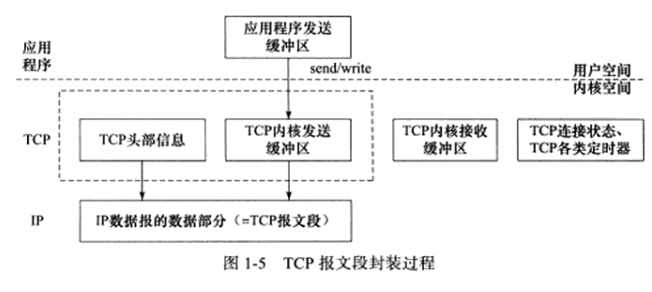 应用程序发送
缓冲区
应用
程序
send/write
用户空间
内核空间
TCP
TCP头部信息
TCP内核发送
缓冲区
TCP内核接收
缓冲区
TCP连接状态、
TCP各类定时器
IP
IP数据报的数据部分（=TCP报文段）
图 1-5 TCP 报文段封装过程